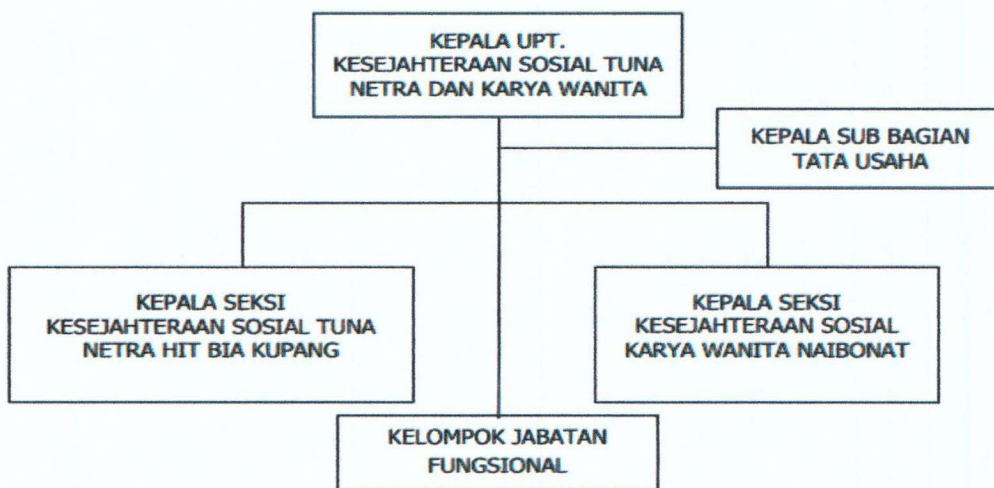 KEPALA UPT.
KESEJAHTERAAN SOSIAL TUNA
NETRA DAN KARYA WANITA
KEPALA SUB BAGIAN
TATA USAHA
KEPALA SEKSI
KESEJAHTERAAN SOSIAL TUNA
NETRA HIT BIA KUPANG
KEPALA SEKSI
KESEJAHTERAAN SOSIAL
KARYA WANITA NAIBONAT
KELOMPOK JABATAN
FUNGSIONAL